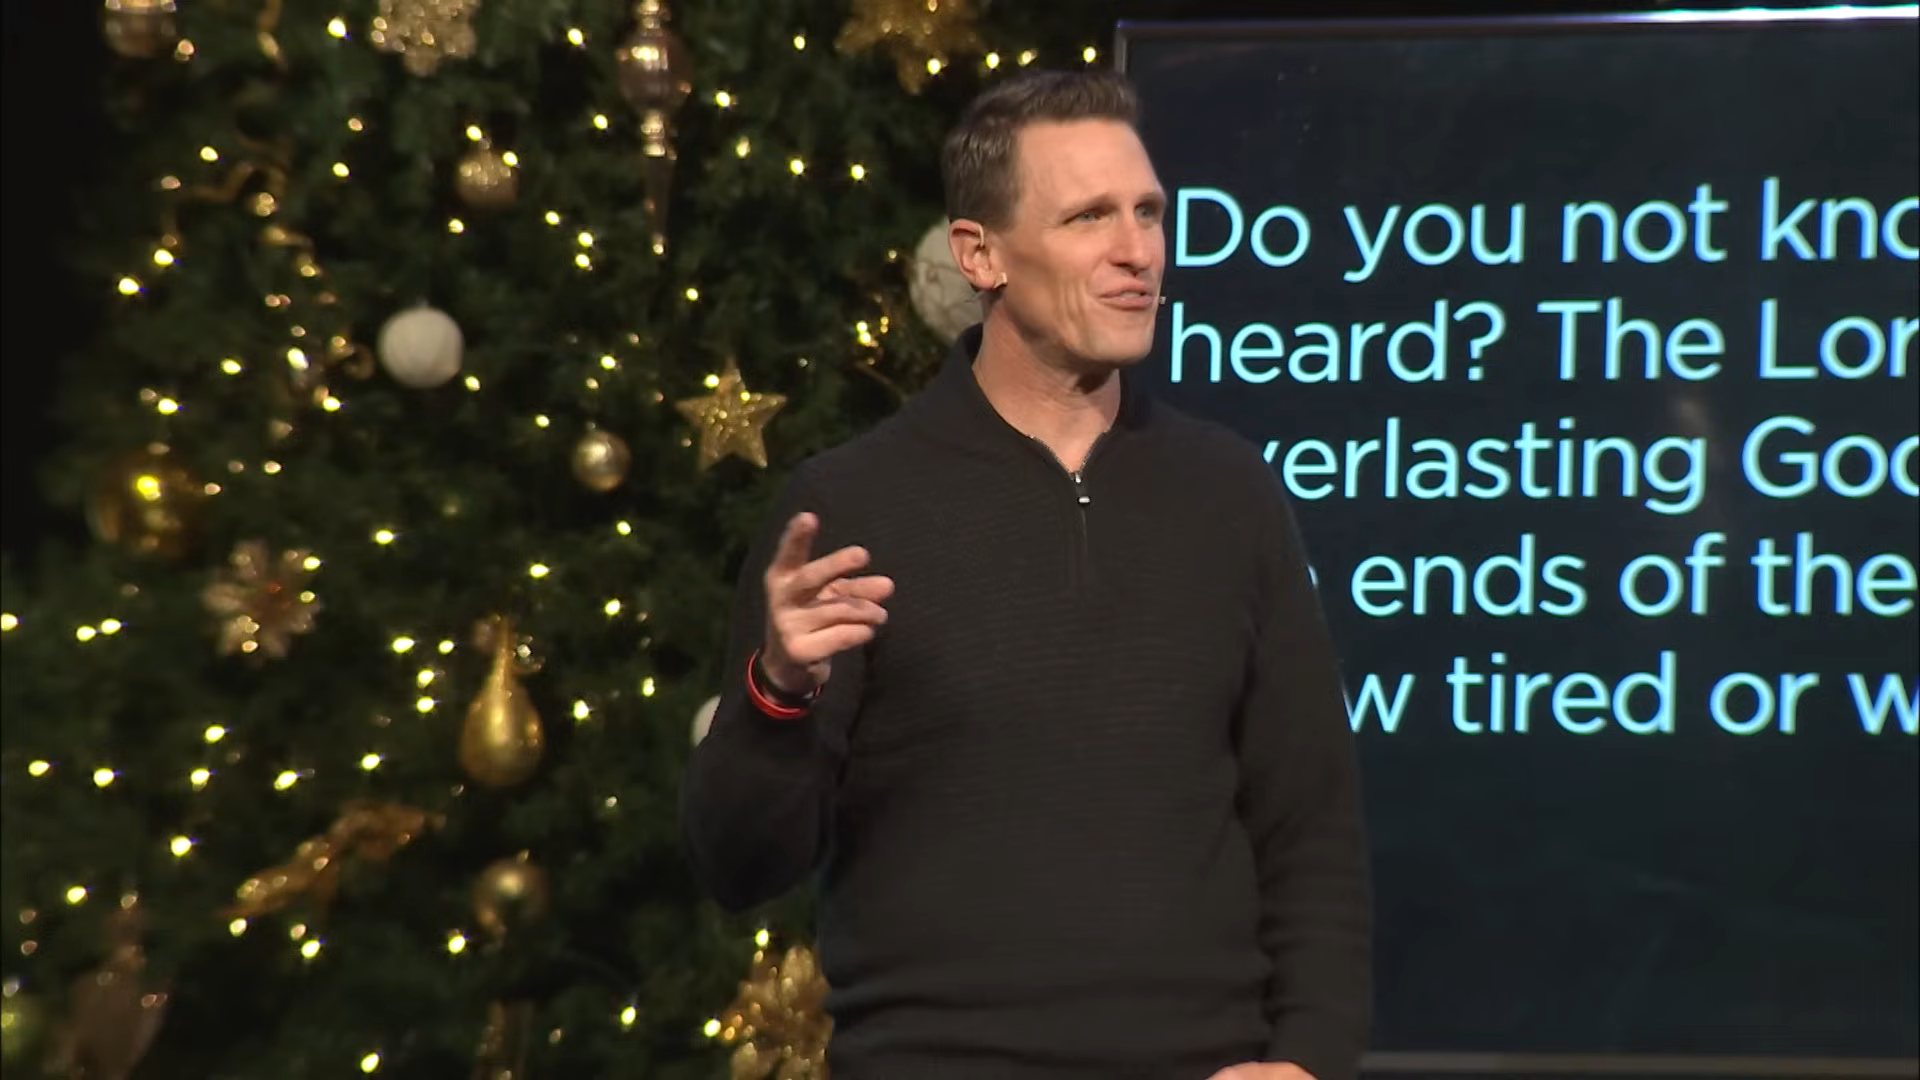 Do you not kno
heard? The Lor
verlasting Goo
ends of the
w tired or w